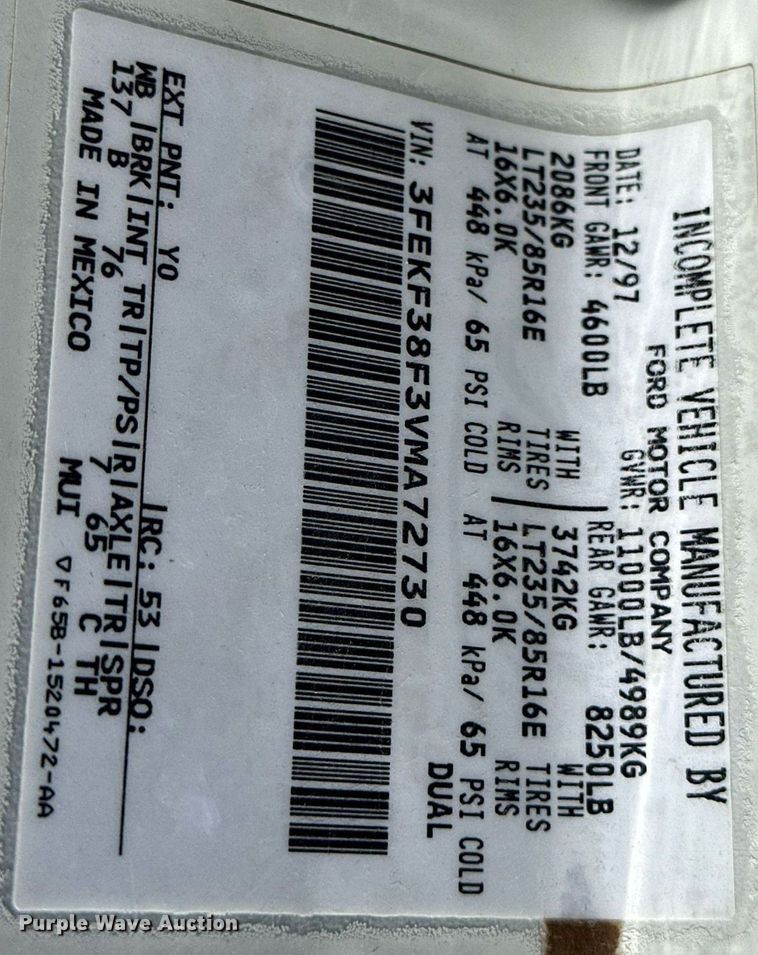 INCOMPLETE VEHICLE MANUFACTURED BY
FORD MOTOR COMPANY
DATE: 12/97 GVWR: 11000LB/4989KG
FRONT GAWR: 4600LB REAR GAWR: 8250LB
2086KG WITH 3742KG WITH
LT235/85R16E TIRES LT235/85R16E TIRES
16X6.0K RIMS 16X6.0K RIMS
AT 448 kPa/ 65 PSI COLD AT 448 kPa/ 65 PSI COLD
DUAL
VIN: 3FEKF38F3VMA72730
EXT PNT: YO |RC: 53 |DSO:
WB |BRK|INT TR|TP/PS|R|AXLE|TR|SPR
137 B 76 7 65 C TH
MADE IN MEXICO MUI ▽F65B-1520472-AA
Purple Wave Auction